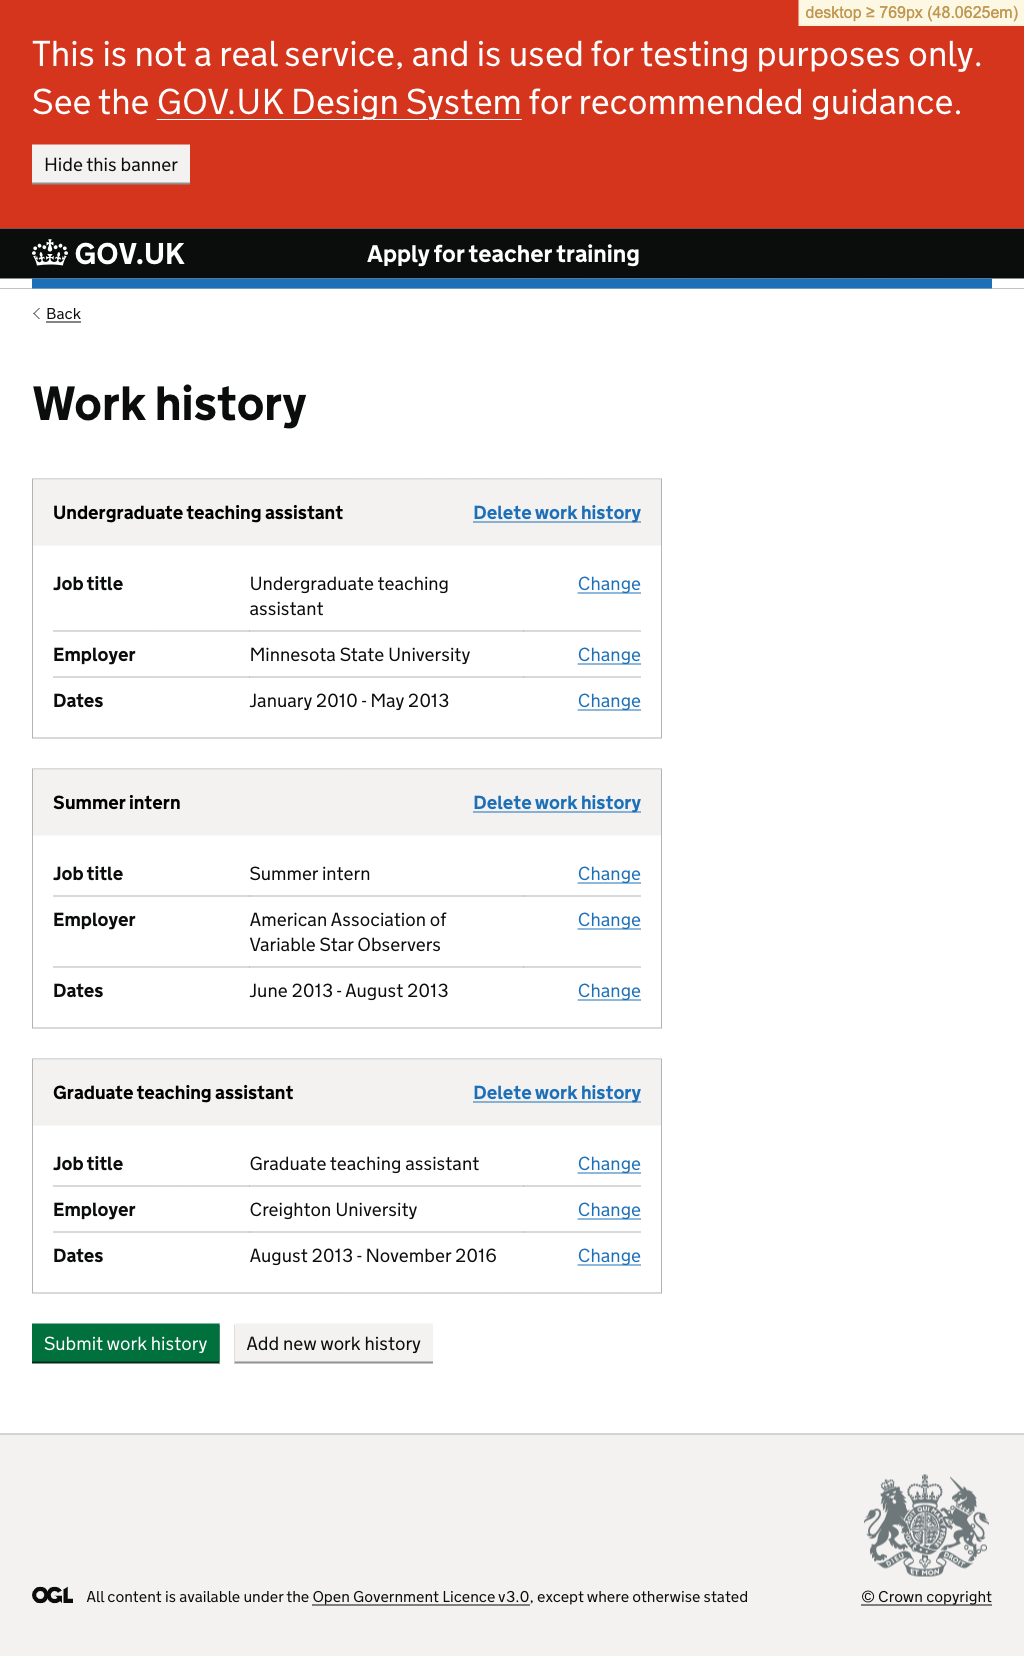 desktop ≥ 769px (48.0625em)
This is not a real service, and is used for testing purposes only.
See the GOV.UK Design System for recommended guidance.
Hide this banner
GOV.UK Apply for teacher training
Back
Work history
Undergraduate teaching assistant Delete work history
Job title Undergraduate teaching Change
assistant
Employer Minnesota State University Change
Dates January 2010 - May 2013 Change
Summer intern Delete work history
Job title Summer intern Change
Employer American Association of Change
Variable Star Observers
Dates June 2013 - August 2013 Change
Graduate teaching assistant Delete work history
Job title Graduate teaching assistant Change
Employer Creighton University Change
Dates August 2013 - November 2016 Change
Submit work history Add new work history
DIEU ET MON DROIT
OGL All content is available under the Open Government Licence v3.0, except where otherwise stated © Crown copyright